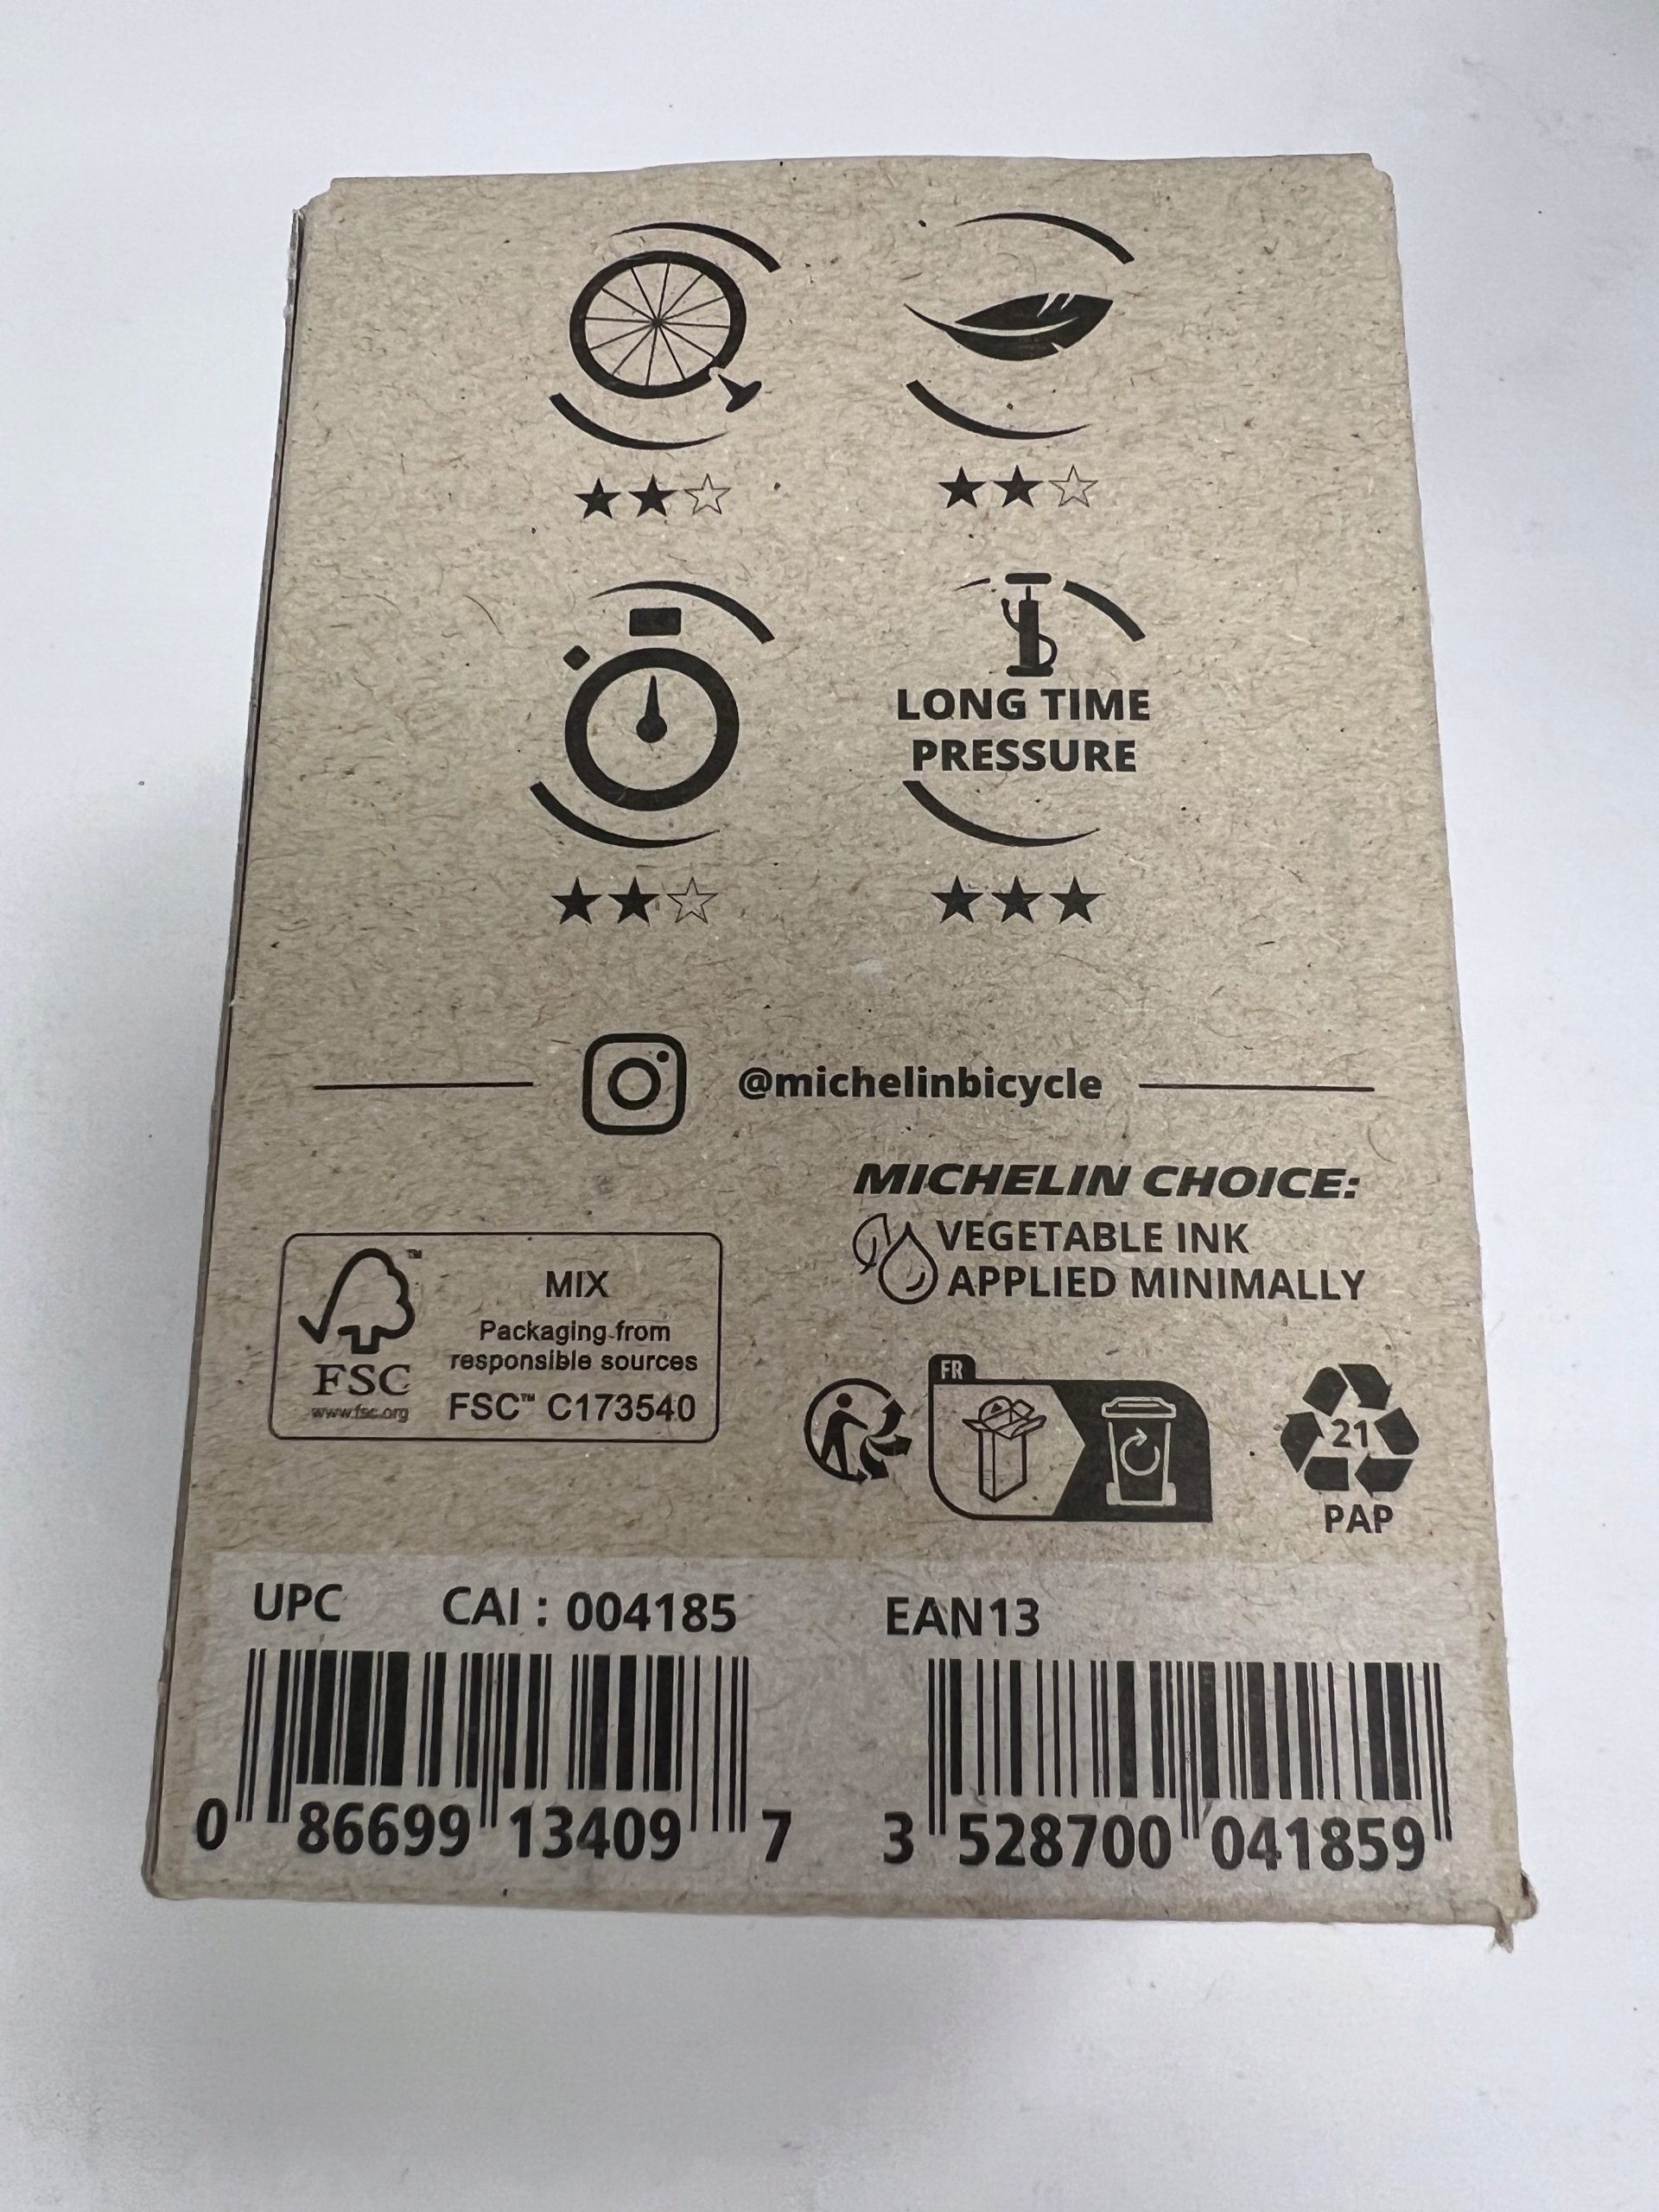 LONG TIME
PRESSURE
@michelinbicycle
MICHELIN CHOICE:
VEGETABLE INK
APPLIED MINIMALLY
™
MIX
Packaging from
responsible sources
FSC
www.fsc.org
FSC™ C173540
FR
21
PAP
UPC CAI : 004185
EAN13
0 86699 13409 7
3 528700 041859